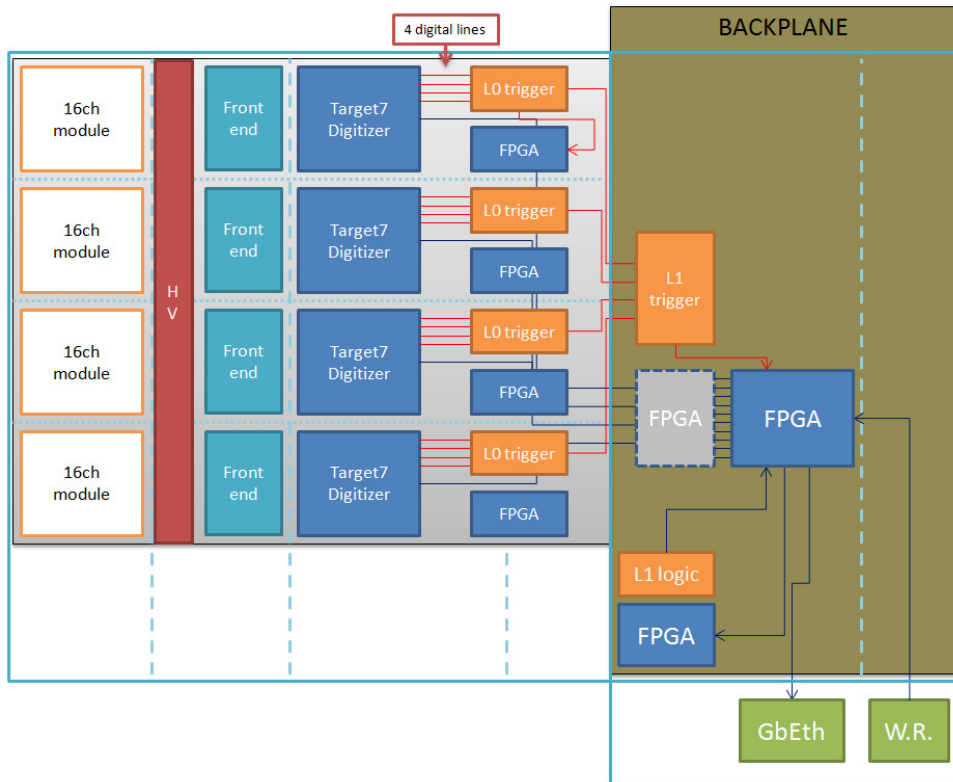 4 digital lines
BACKPLANE
16ch
module
H
V
Front
end
Target7
Digitizer
L0 trigger
FPGA
16ch
module
Front
end
Target7
Digitizer
L0 trigger
FPGA
16ch
module
Front
end
Target7
Digitizer
L0 trigger
FPGA
16ch
module
Front
end
Target7
Digitizer
L0 trigger
FPGA
L1
trigger
FPGA
FPGA
L1 logic
FPGA
GbEth
W.R.